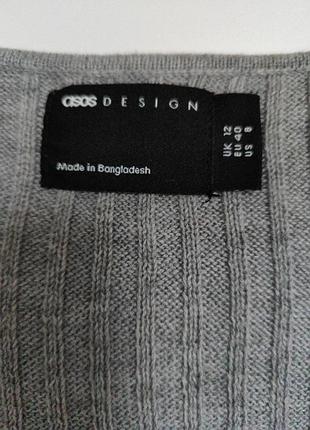 asos DESIGN
Made in Bangladesh
UK 12
EU 40
US 8